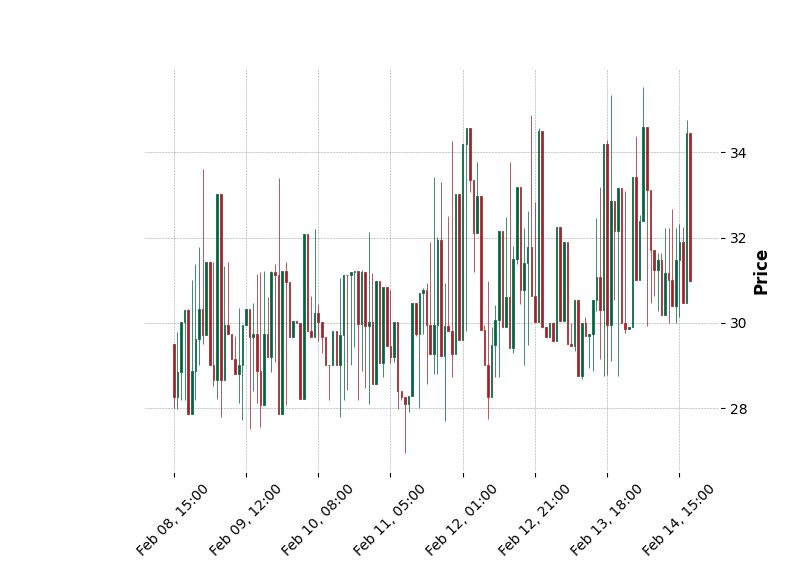 34
32
30
28
Price
Feb 08, 15:00
Feb 09, 12:00
Feb 10, 08:00
Feb 11, 05:00
Feb 12, 01:00
Feb 12, 21:00
Feb 13, 18:00
Feb 14, 15:00